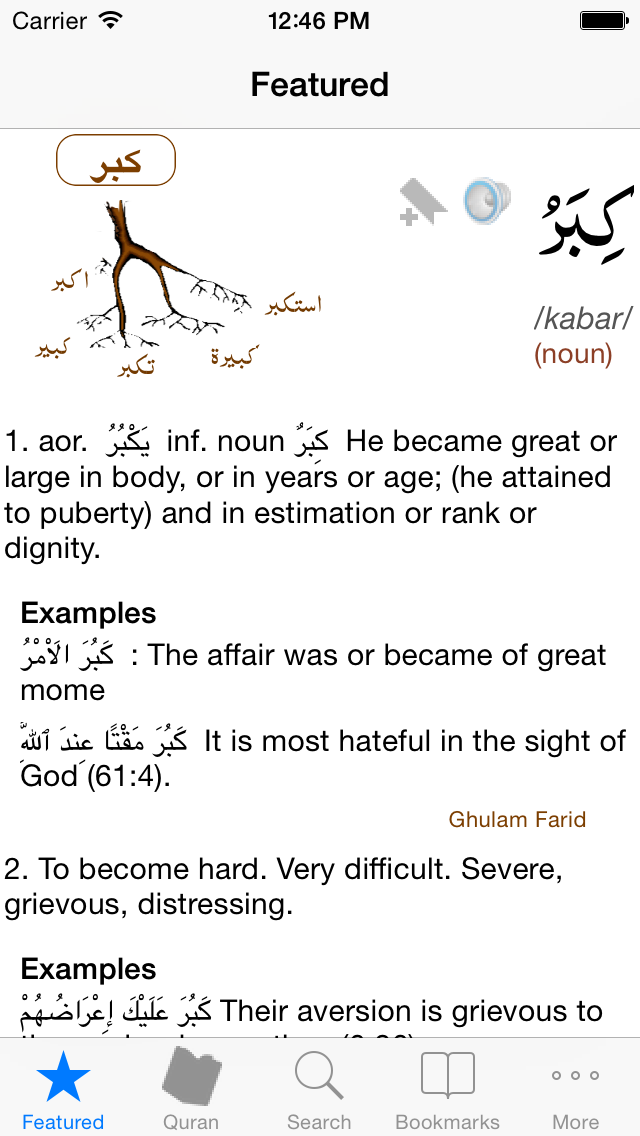 Carrier 12:46 PM
Featured
كبر
كِبَرُ
/kabar/
(noun)
اكبر
استكبر
كبير
تكبر
كبيرة
1. aor. يَكْبُرُ inf. noun كِبَرٌ He became great or
large in body, or in years or age; (he attained
to puberty) and in estimation or rank or
dignity.
Examples
كَبُرَ الَاْمْرُ : The affair was or became of great
mome
كَبُرَ مَقْتًا عِندَ ٱللَّهِ It is most hateful in the sight of
God (61:4).
Ghulam Farid
2. To become hard. Very difficult. Severe,
grievous, distressing.
Examples
كَبُرَ عَلَيْكَ إِعْرَاضُهُمْ Their aversion is grievous to
Featured Quran Search Bookmarks More